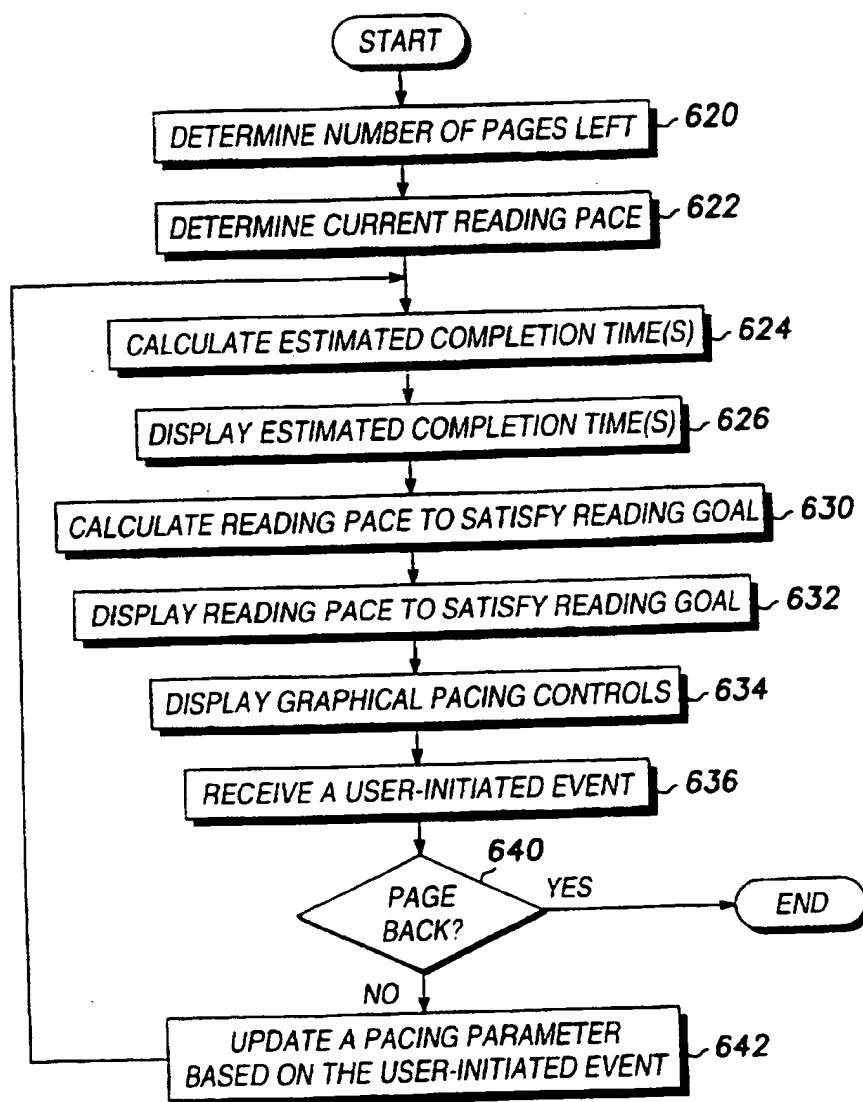 START
DETERMINE NUMBER OF PAGES LEFT 620
DETERMINE CURRENT READING PACE 622
CALCULATE ESTIMATED COMPLETION TIME(S) 624
DISPLAY ESTIMATED COMPLETION TIME(S) 626
CALCULATE READING PACE TO SATISFY READING GOAL 630
DISPLAY READING PACE TO SATISFY READING GOAL 632
DISPLAY GRAPHICAL PACING CONTROLS 634
RECEIVE A USER-INITIATED EVENT 636
640
PAGE
BACK?
YES
END
NO
UPDATE A PACING PARAMETER
BASED ON THE USER-INITIATED EVENT 642